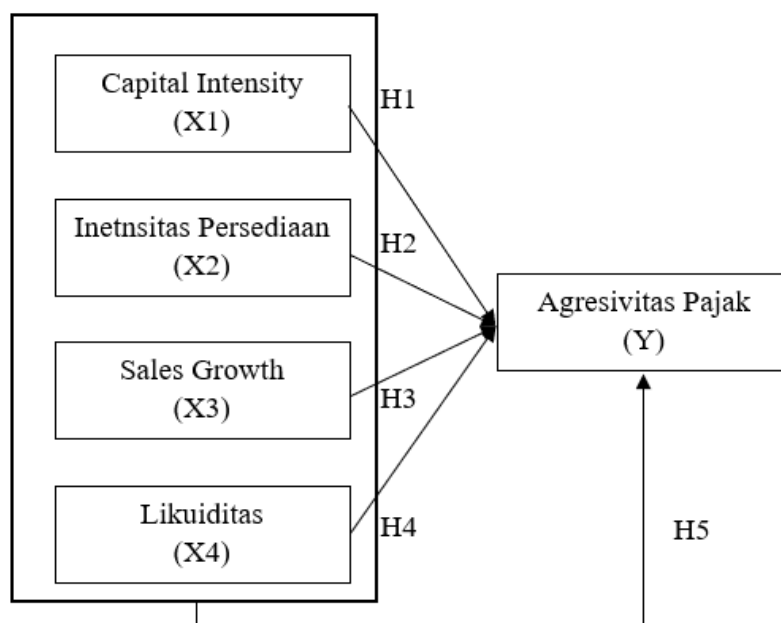 Capital Intensity
(X1)
H1
Inetnsitas Persediaan
(X2)
H2
Agresivitas Pajak
(Y)
Sales Growth
(X3)
H3
Likuiditas
(X4)
H4
H5